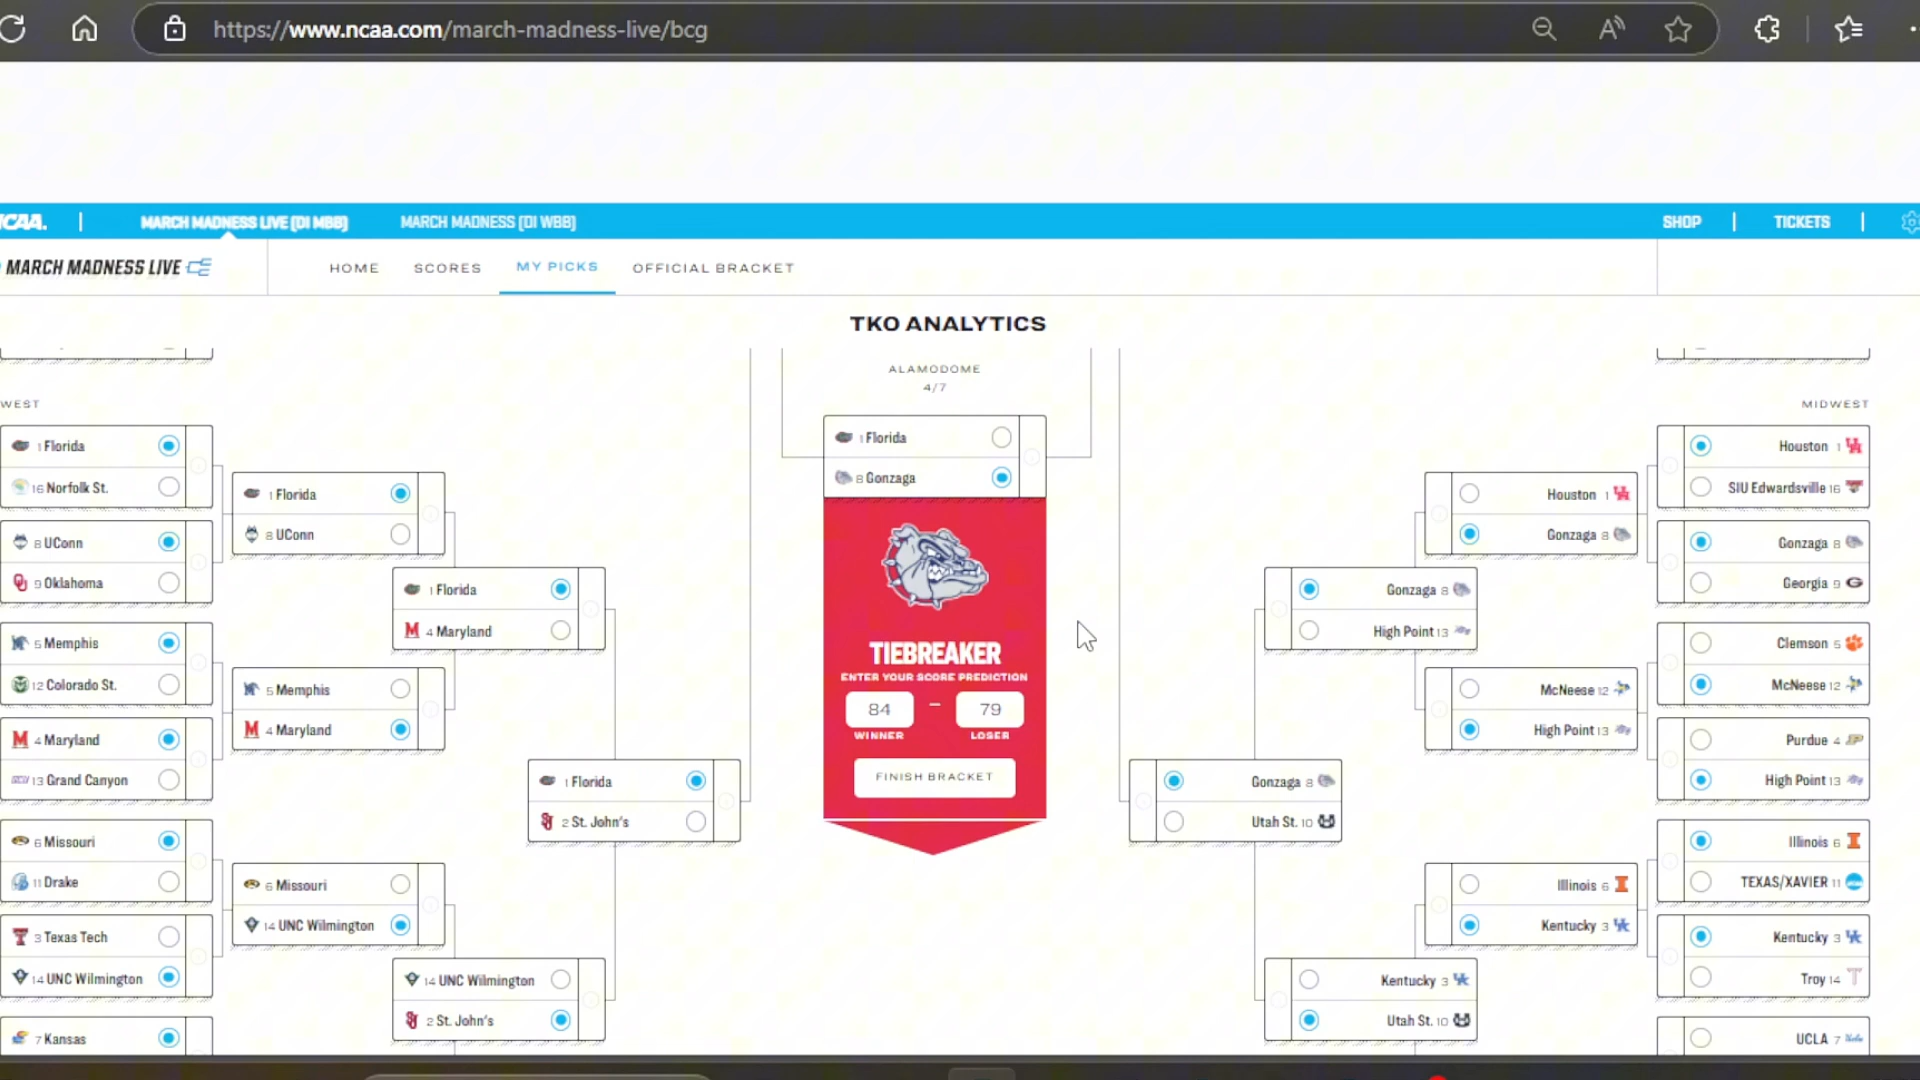 https://www.ncaa.com/march-madness-live/bcg
NCAA.
MARCH MADNESS LIVE (DI MBB)
MARCH MADNESS (DI WBB)
SHOP
TICKETS
MARCH MADNESS LIVE
HOME
SCORES
MY PICKS
OFFICIAL BRACKET
TKO ANALYTICS
ALAMODOME
4/7
1 Florida
8 Gonzaga
TIEBREAKER
ENTER YOUR SCORE PREDICTION
84 – 79
WINNER LOSER
FINISH BRACKET
WEST
1 Florida
16 Norfolk St.
8 UConn
9 Oklahoma
5 Memphis
12 Colorado St.
4 Maryland
13 Grand Canyon
6 Missouri
11 Drake
3 Texas Tech
14 UNC Wilmington
7 Kansas
1 Florida
8 UConn
5 Memphis
4 Maryland
6 Missouri
14 UNC Wilmington
1 Florida
4 Maryland
14 UNC Wilmington
2 St. John's
1 Florida
2 St. John's
Gonzaga 8
Utah St. 10
Gonzaga 8
High Point 13
Kentucky 3
Utah St. 10
Houston 1
Gonzaga 8
McNeese 12
High Point 13
Illinois 6
Kentucky 3
MIDWEST
Houston 1
SIU Edwardsville 16
Gonzaga 8
Georgia 9
Clemson 5
McNeese 12
Purdue 4
High Point 13
Illinois 6
TEXAS/XAVIER 11
Kentucky 3
Troy 14
UCLA 7